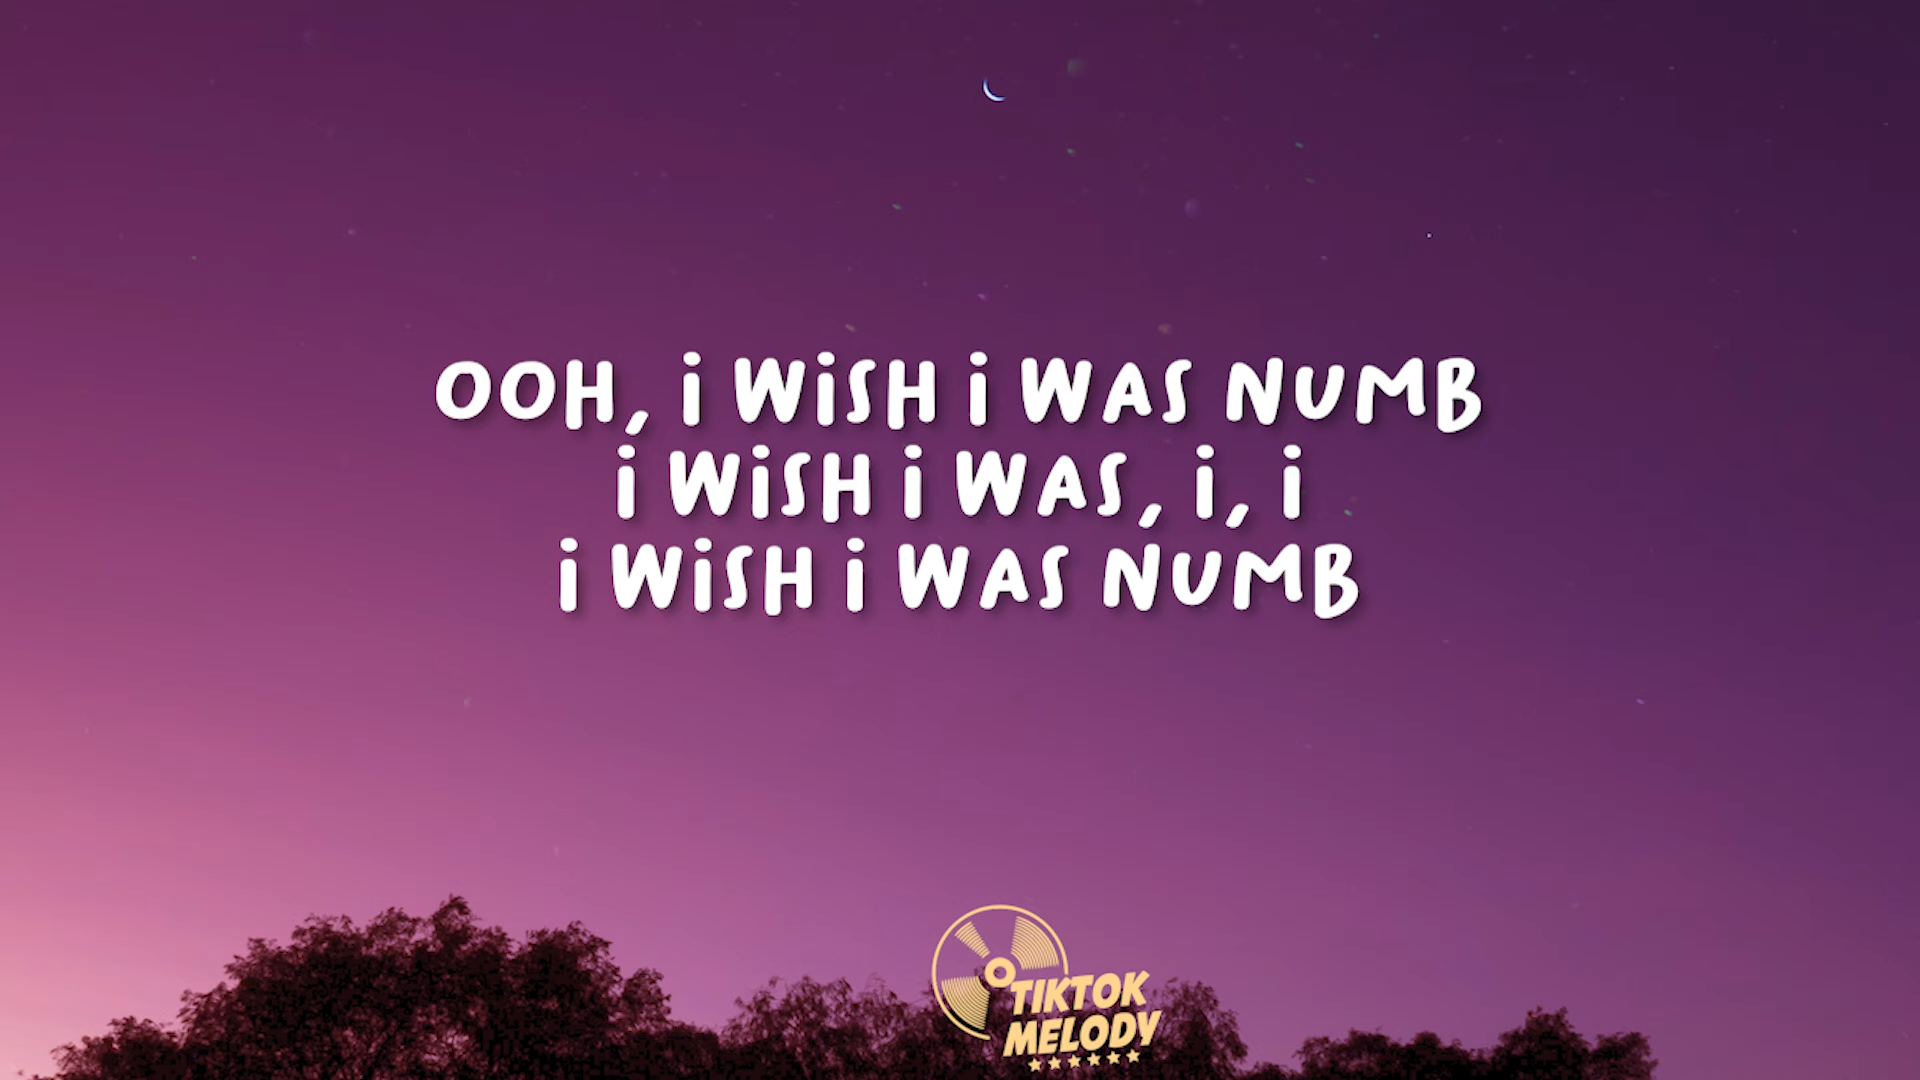 OOH, i WiSH i WAS NUMB
i WiSH i WAS, i, i
i WiSH i WAS NUMB
TIKTOK
MELODY